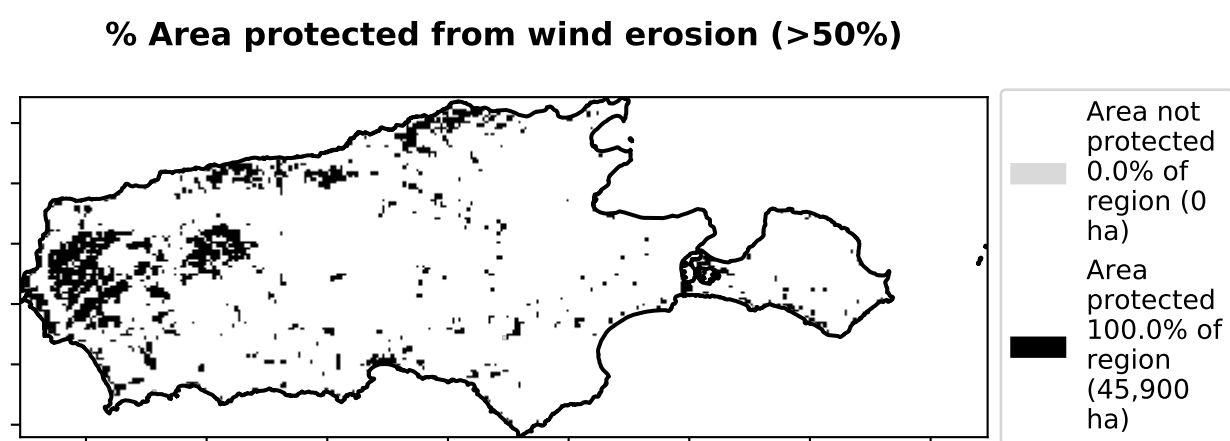 % Area protected from wind erosion (>50%)
Area not
protected
0.0% of
region (0
ha)
Area
protected
100.0% of
region
(45,900
ha)